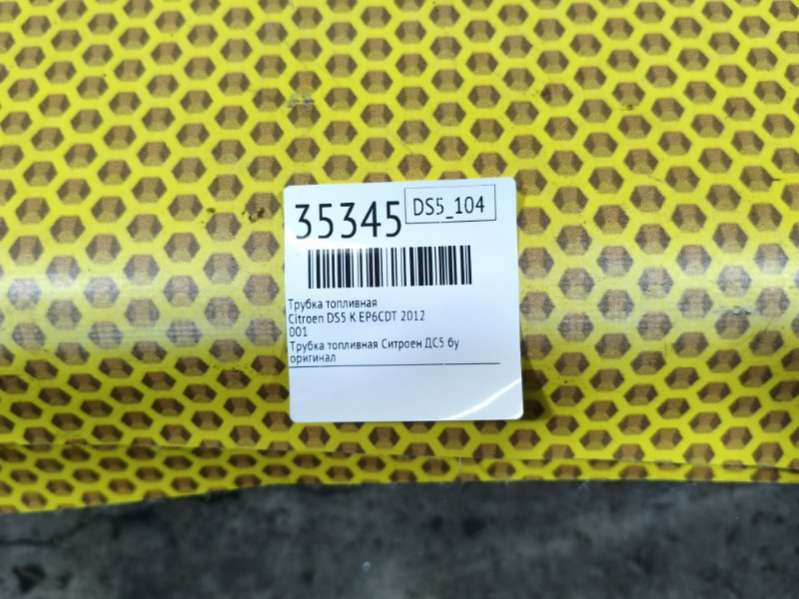 35345 DS5_104
Трубка топливная
Citroen DS5 K EP6CDT 2012
001
Трубка топливная Ситроен ДС5 бу
оригинал